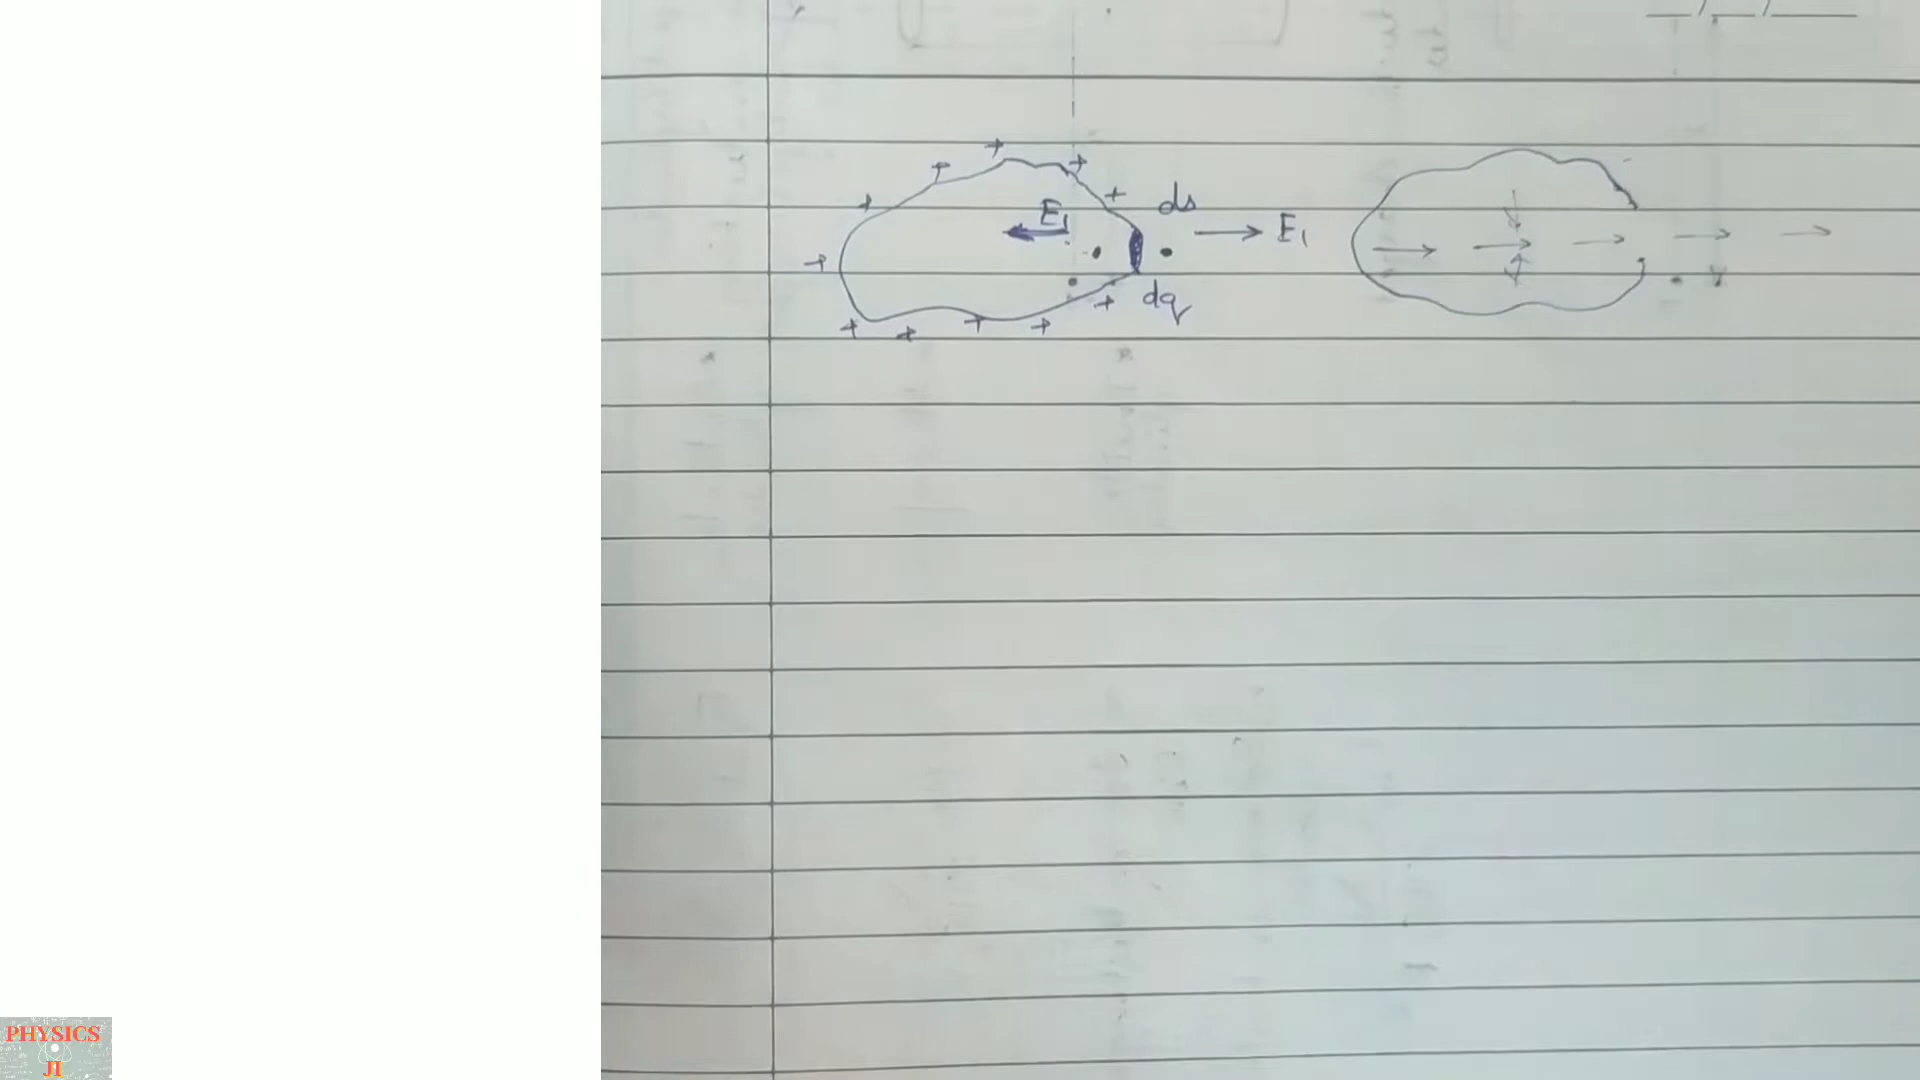 E₁
ds
E₁
dq
PHYSICS
JI